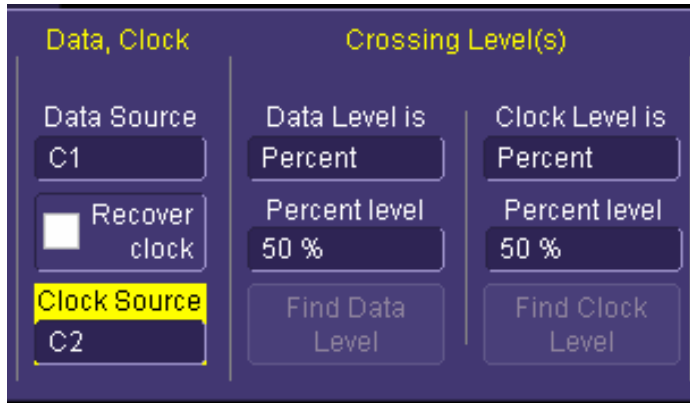 Data, Clock
Crossing Level(s)
Data Source
C1
Recover
clock
Clock Source
C2
Data Level is
Percent
Percent level
50 %
Find Data
Level
Clock Level is
Percent
Percent level
50 %
Find Clock
Level